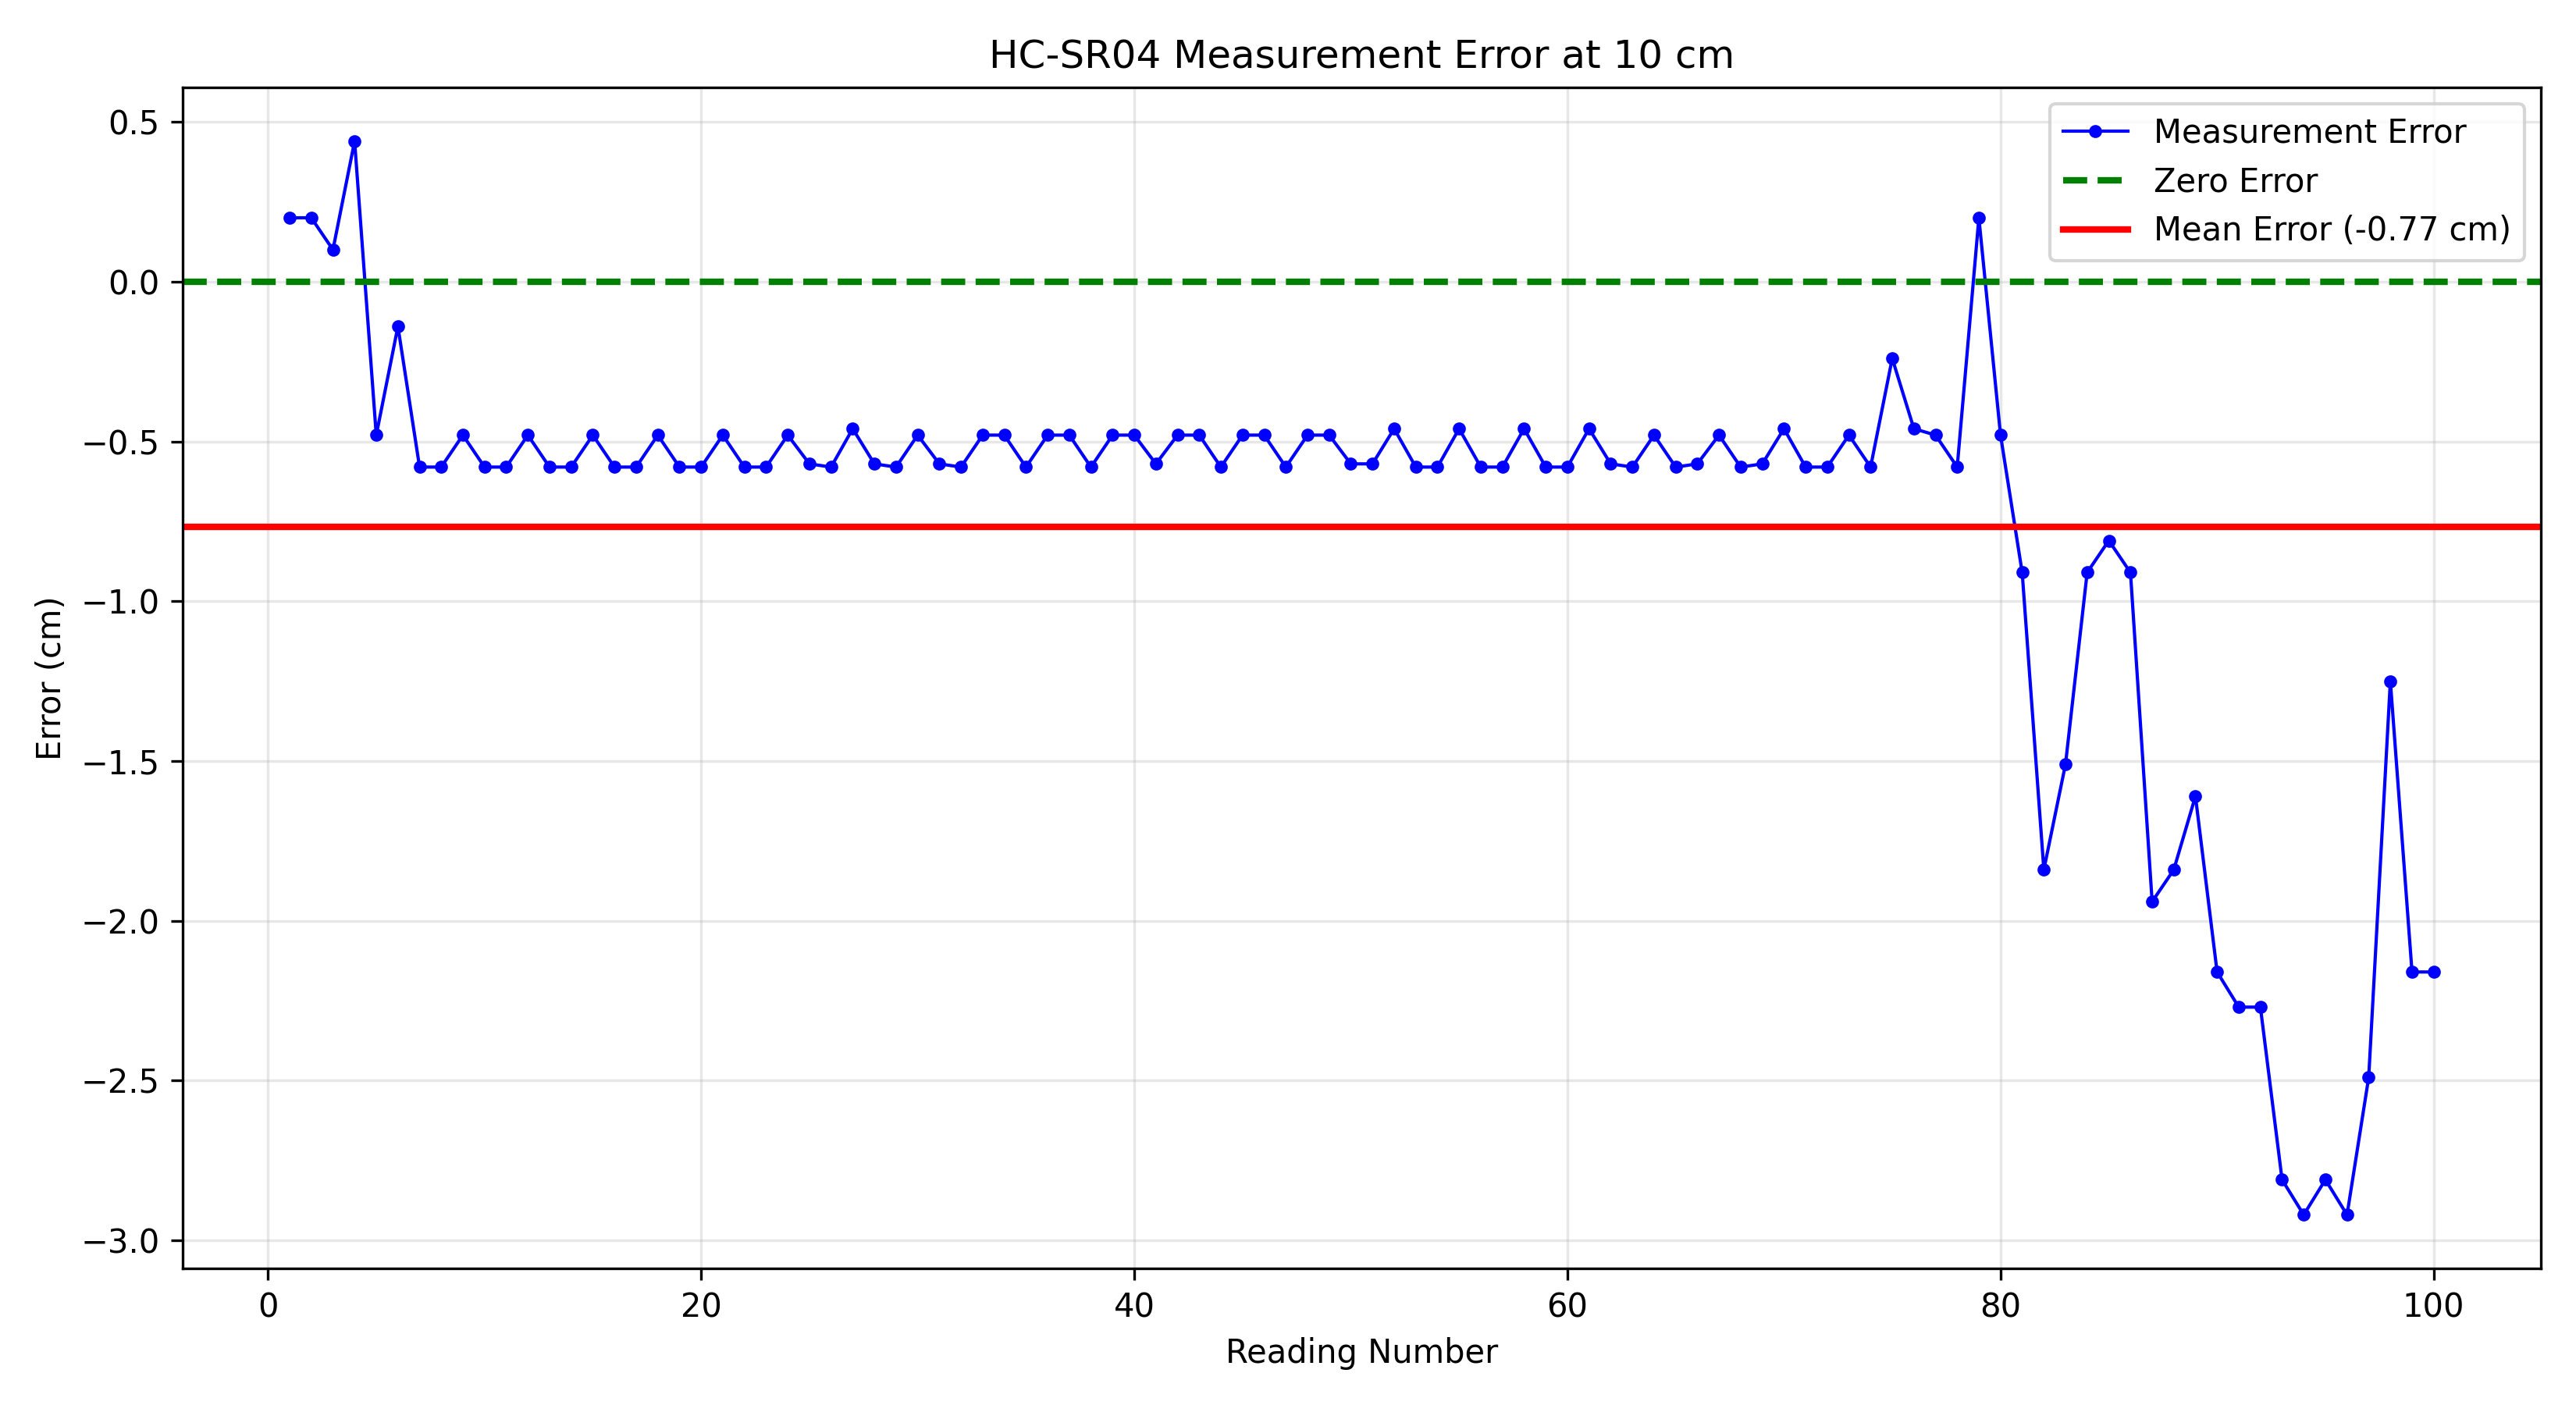 HC-SR04 Measurement Error at 10 cm
Measurement Error
Zero Error
Mean Error (-0.77 cm)
0.5
0.0
−0.5
−1.0
−1.5
−2.0
−2.5
−3.0
Error (cm)
0 20 40 60 80 100
Reading Number